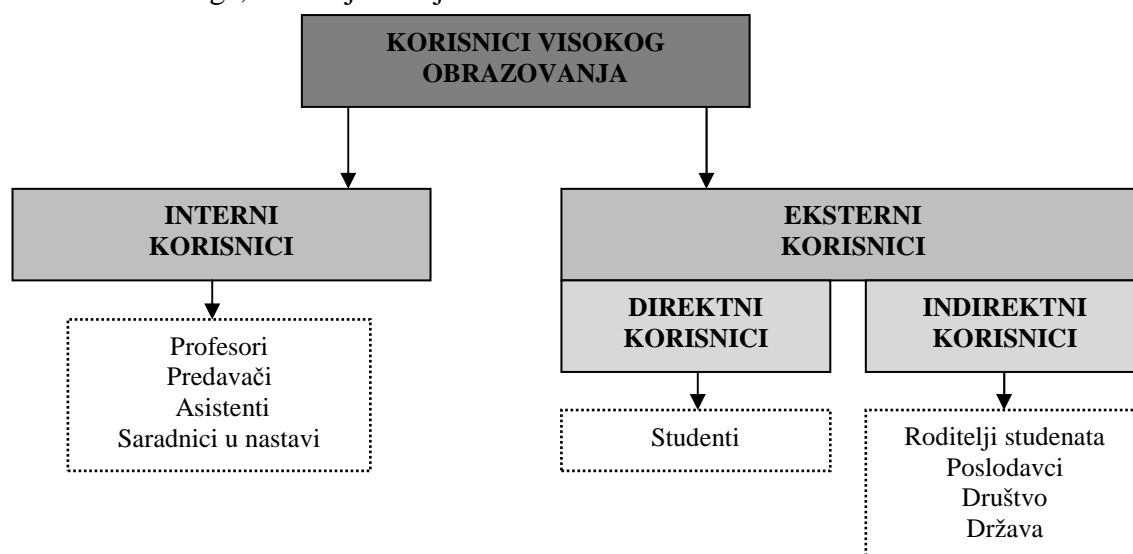 KORISNICI VISOKOG
OBRAZOVANJA
INTERNI
KORISNICI
EKSTERNI
KORISNICI
DIREKTNI
KORISNICI
INDIREKTNI
KORISNICI
Profesori
Predavači
Asistenti
Saradnici u nastavi
Studenti
Roditelji studenata
Poslodavci
Društvo
Država